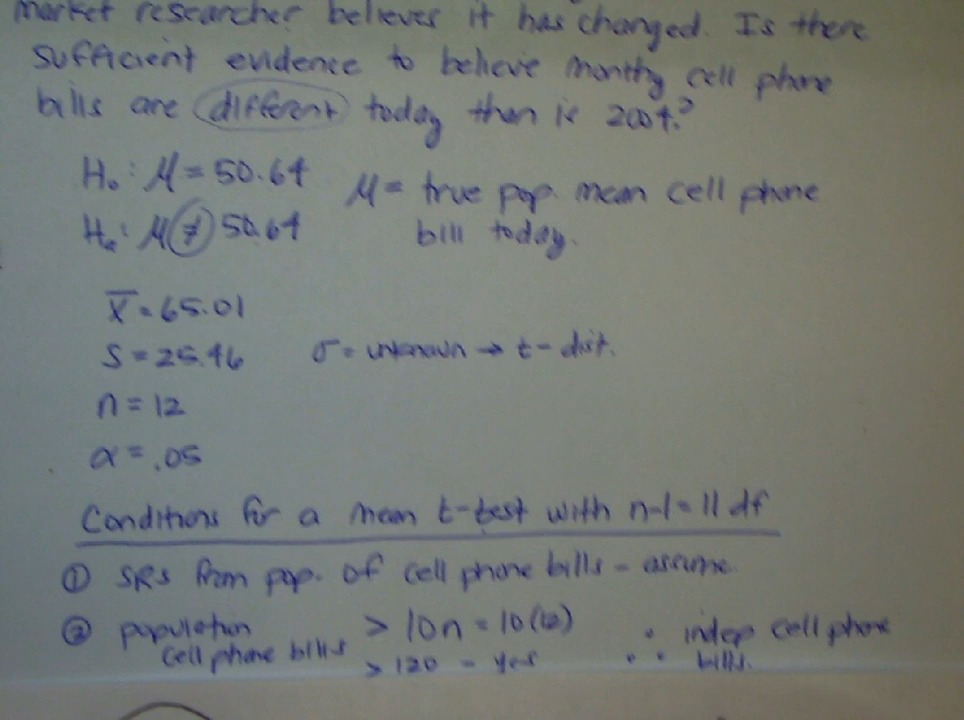 market researcher believes it has changed. Is there
sufficient evidence to believe monthy cell phone
bills are different today then in 2004?
H₀: μ = 50.64
μ = true pop. mean cell phone
bill today.
Hₐ: μ ≠ 50.64
x̄ = 65.01
S = 25.46
σ = unknown → t-dist.
n = 12
α = .05
Conditions for a mean t-test with n-1 = 11 df
① SRS from pop. of cell phone bills - assume.
② population cell phone bills > 10n = 10(12)
> 120 - yes
∴ indep cell phone
bills.